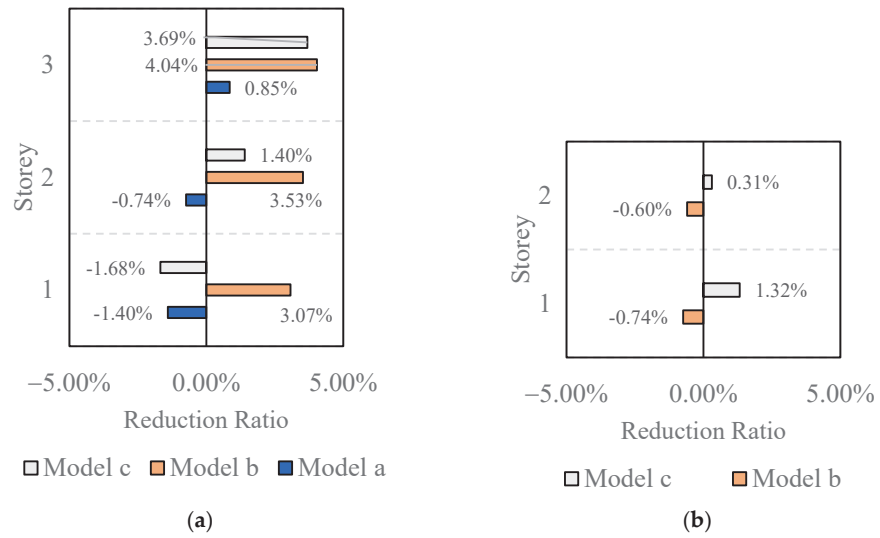 3.69%
3
4.04%
0.85%
Storey
1.40%
2
-0.74%
3.53%
-1.68%
1
-1.40%
3.07%
−5.00% 0.00% 5.00%
Reduction Ratio
Model c Model b Model a
(a)
0.31%
2
-0.60%
Storey
1.32%
1
-0.74%
−5.00% 0.00% 5.00%
Reduction Ratio
Model c Model b
(b)